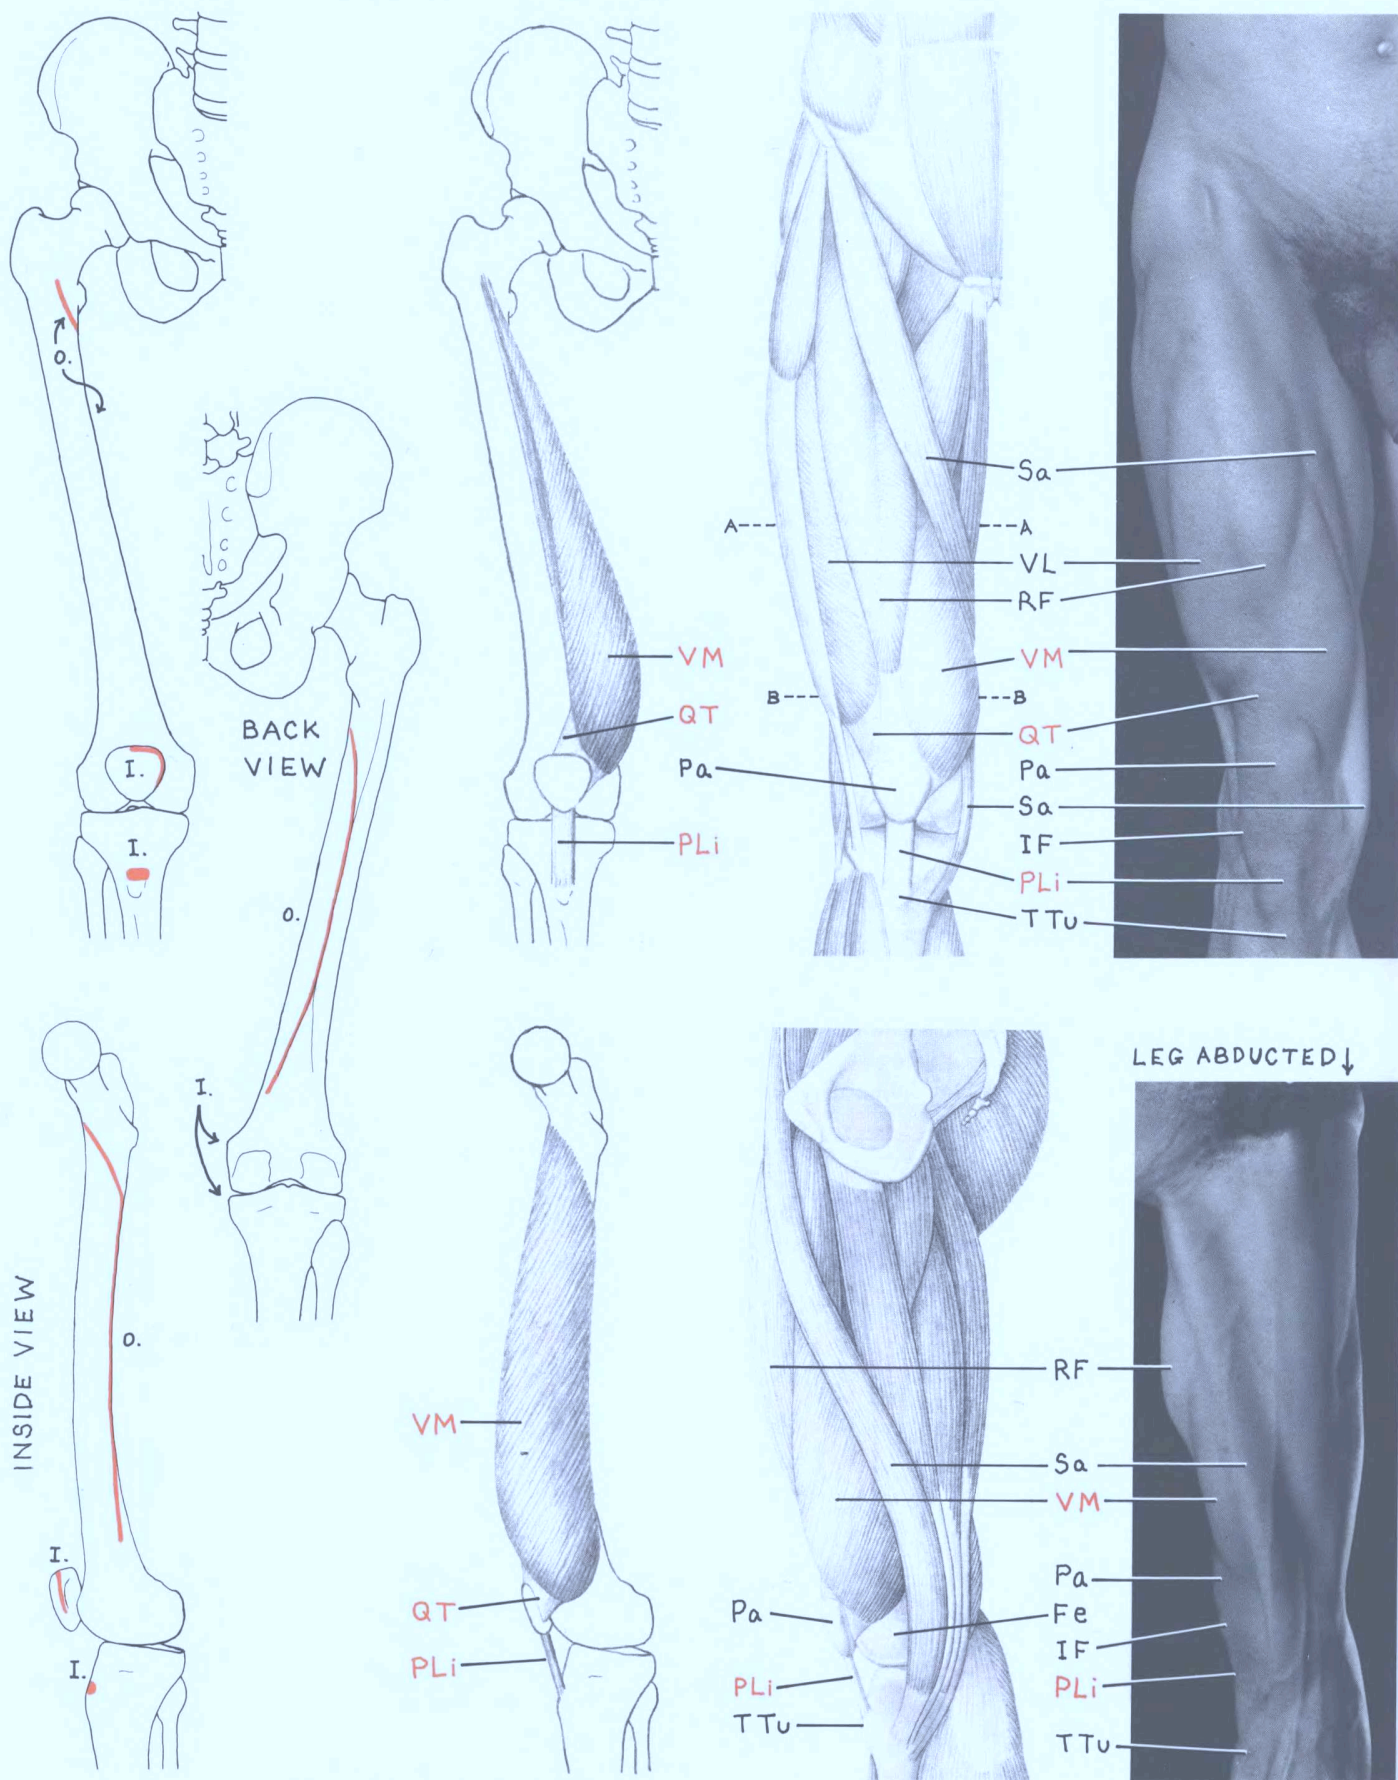 O.
I.
I.
BACK
VIEW
O.
I.
VM
QT
Pa
PLi
Sa
A
A
VL
RF
VM
B
B
QT
Pa
Sa
IF
PLi
TTu
LEG ABDUCTED↓
INSIDE VIEW
O.
I.
I.
VM
QT
PLi
RF
Sa
VM
Pa
Pa
Fe
IF
PLi
PLi
TTu
TTu